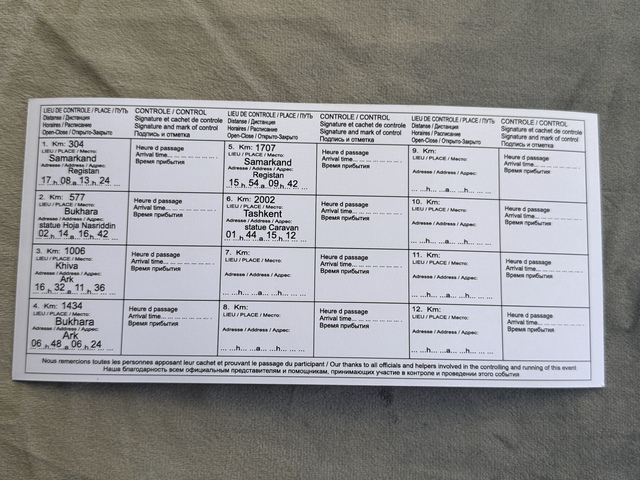 LIEU DE CONTROLE / PLACE / ПУТЬ
Distanse / Дистанция
Horaires / Расписание
Open-Close / Открыто-Закрыто
CONTROLE / CONTROL
Signature et cachet de controle
Signature and mark of control
Подпись и отметка
LIEU DE CONTROLE / PLACE / ПУТЬ
Distanse / Дистанция
Horaires / Расписание
Open-Close / Открыто-Закрыто
CONTROLE / CONTROL
Signature et cachet de controle
Signature and mark of control
Подпись и отметка
LIEU DE CONTROLE / PLACE / ПУТЬ
Distanse / Дистанция
Horaires / Расписание
Open-Close / Открыто-Закрыто
CONTROLE / CONTROL
Signature et cachet de controle
Signature and mark of control
Подпись и отметка
1. Km: 304
LIEU / PLACE / Место:
Samarkand
Adresse / Address / Адрес:
Registan
17 h 08 a 13 h 24
Heure d passage
Arrival time
Время прибытия
5. Km: 1707
LIEU / PLACE / Место:
Samarkand
Adresse / Address / Адрес:
Registan
15 h 54 a 09 h 42
Heure d passage
Arrival time
Время прибытия
9. Km:
LIEU / PLACE / Место:
Adresse / Address / Адрес:
...h.....a....h.....
Heure d passage
Arrival time
Время прибытия
2. Km: 577
LIEU / PLACE / Место:
Bukhara
Adresse / Address / Адрес:
statue Hoja Nasriddin
02 h 14 a 16 h 42
Heure d passage
Arrival time
Время прибытия
6. Km: 2002
LIEU / PLACE / Место:
Tashkent
Adresse / Address / Адрес:
statue Caravan
01 h 44 a 15 h 12
Heure d passage
Arrival time
Время прибытия
10. Km:
LIEU / PLACE / Место:
Adresse / Address / Адрес:
...h.....a....h.....
Heure d passage
Arrival time
Время прибытия
3. Km: 1006
LIEU / PLACE / Место:
Khiva
Adresse / Address / Адрес:
Ark
16 h 32 a 11 h 36
Heure d passage
Arrival time
Время прибытия
7. Km:
LIEU / PLACE / Место:
Adresse / Address / Адрес:
...h.....a....h.....
Heure d passage
Arrival time
Время прибытия
11. Km:
LIEU / PLACE / Место:
Adresse / Address / Адрес:
...h.....a....h.....
Heure d passage
Arrival time
Время прибытия
4. Km: 1434
LIEU / PLACE / Место:
Bukhara
Adresse / Address / Адрес:
Ark
06 h 48 a 06 h 24
Heure d passage
Arrival time
Время прибытия
8. Km:
LIEU / PLACE / Место:
Adresse / Address / Адрес:
...h.....a....h.....
Heure d passage
Arrival time
Время прибытия
12. Km:
LIEU / PLACE / Место:
Adresse / Address / Адрес:
...h.....a....h.....
Heure d passage
Arrival time
Время прибытия
Nous remercions toutes les personnes apposant leur cachet et prouvant le passage du participant / Our thanks to all officials and helpers involved in the controlling and running of this event
Наша благодарность всем официальным представителям и помощникам, принимающих участие в контроле и проведении этого события